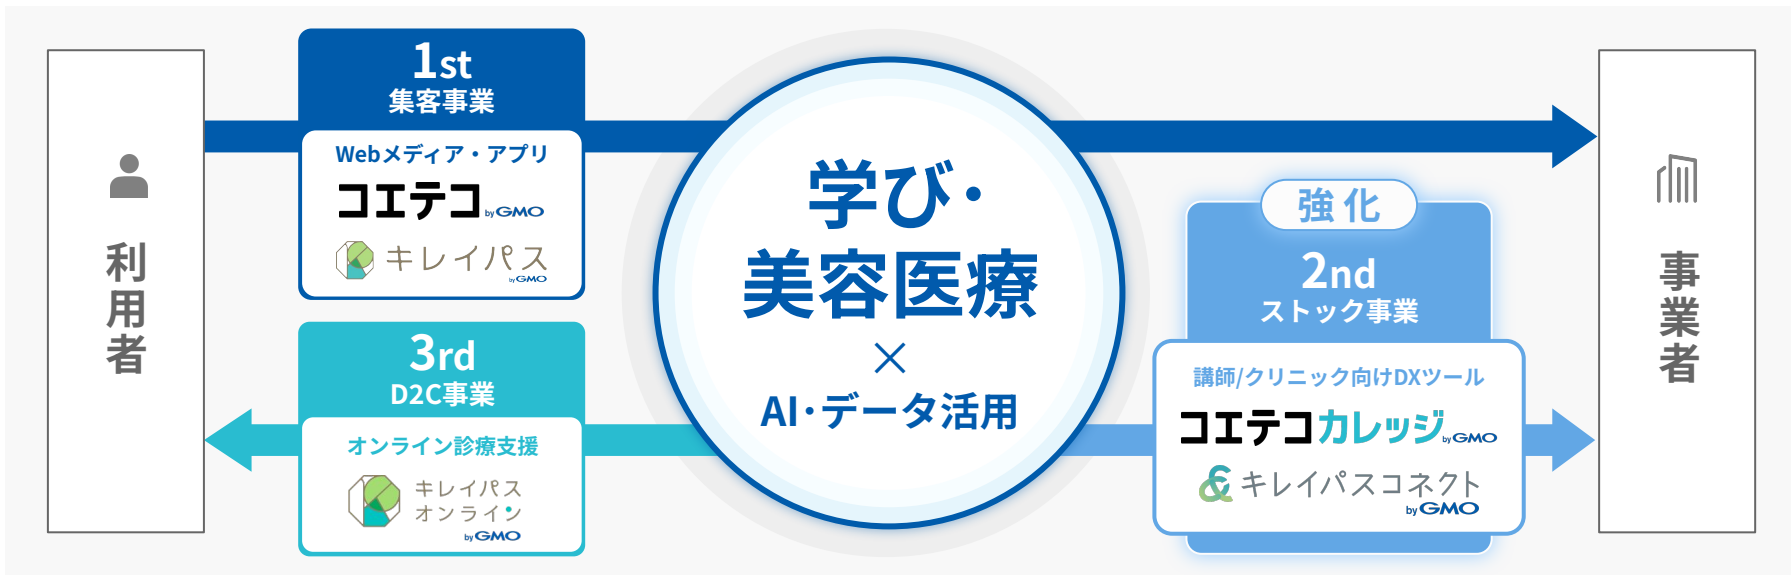 利用者
1st
集客事業
Webメディア・アプリ
コエテコ byGMO
キレイパス
byGMO
3rd
D2C事業
オンライン診療支援
キレイパス
オンライン
byGMO
学び・
美容医療
×
AI・データ活用
強化
2nd
ストック事業
講師/クリニック向けDXツール
コエテコカレッジ byGMO
キレイパスコネクト
byGMO
事業者